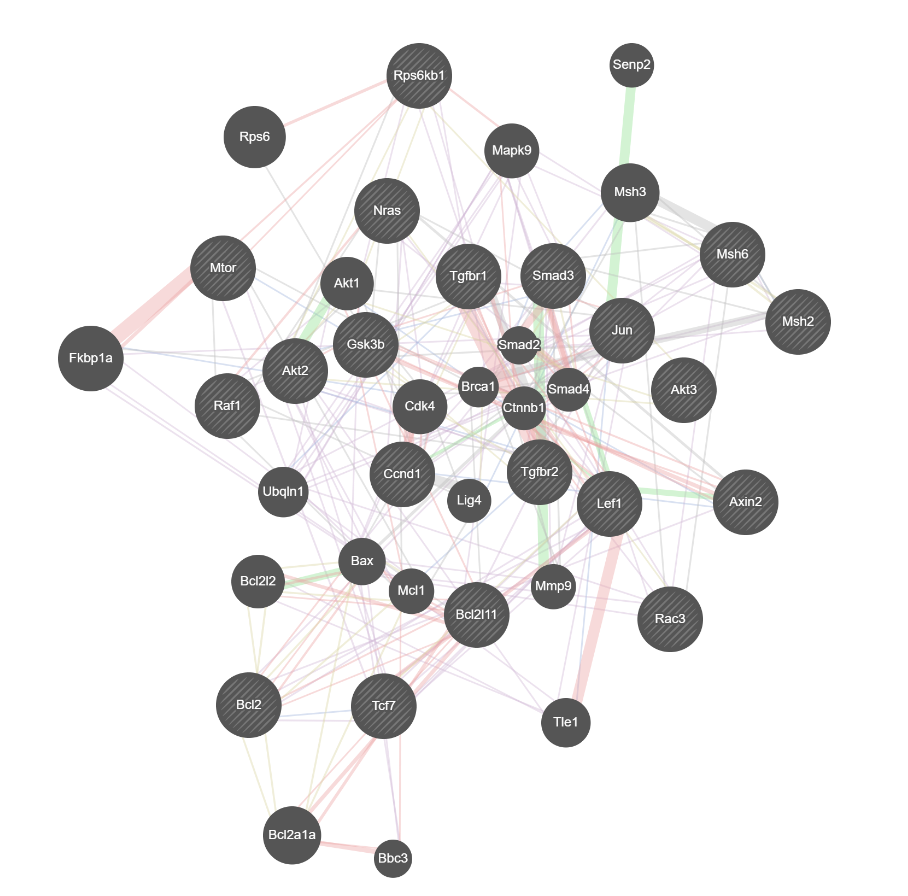 Senp2
Rps6kb1
Rps6
Mapk9
Msh3
Nras
Msh6
Mtor
Tgfbr1
Smad3
Akt1
Msh2
Jun
Gsk3b
Smad2
Fkbp1a
Akt2
Brca1
Smad4
Akt3
Raf1
Cdk4
Ctnnb1
Ccnd1
Tgfbr2
Ubqln1
Lig4
Lef1
Axin2
Bax
Bcl2l2
Mcl1
Mmp9
Bcl2l11
Rac3
Bcl2
Tcf7
Tle1
Bcl2a1a
Bbc3